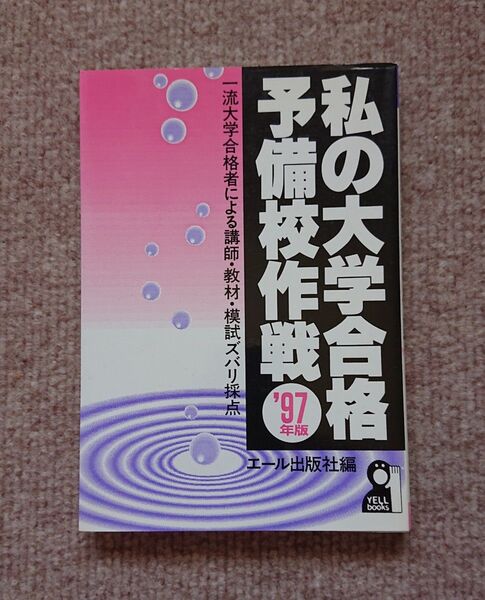 私の大学合格
予備校作戦
'97
年版
一流大学合格者による講師・教材・模試ズバリ採点
エール出版社編
YELL
books